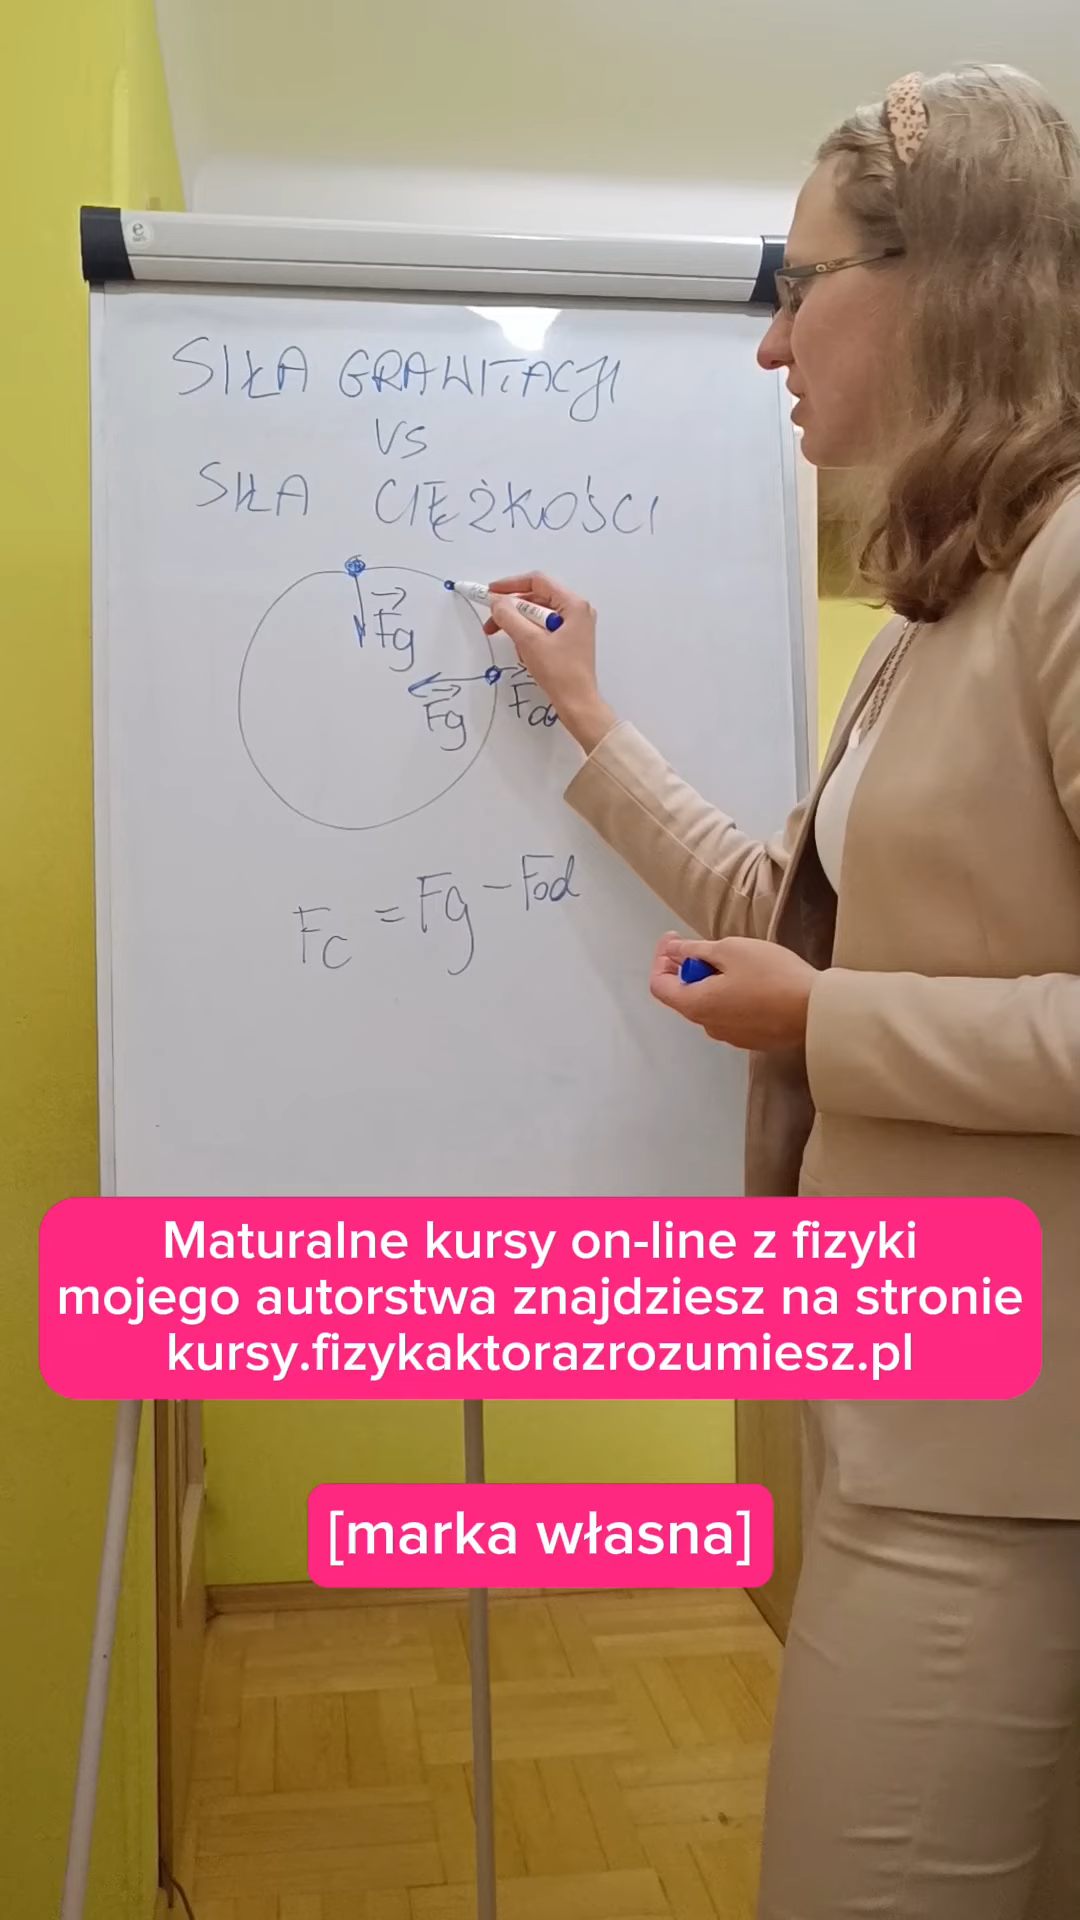 SIŁA GRAWITACJI
VS
SIŁA CIĘŻKOŚCI
Fg
Fg
Fc = Fg - Fod
Maturalne kursy on-line z fizyki
mojego autorstwa znajdziesz na stronie
kursy.fizykaktorazrozumiesz.pl
[marka własna]